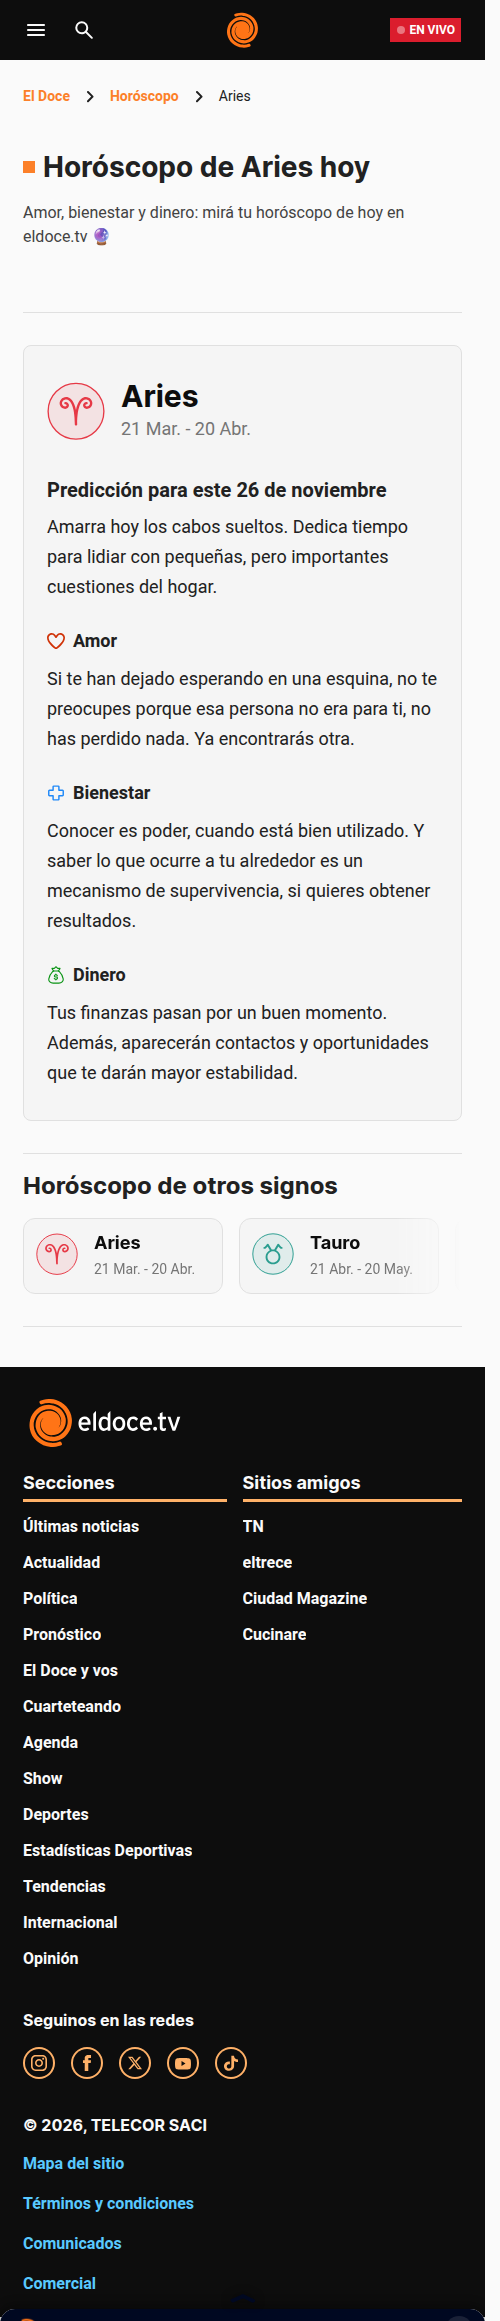 EN VIVO
El Doce
Horóscopo
Aries
Horóscopo de Aries hoy
Amor, bienestar y dinero: mirá tu horóscopo de hoy en
eldoce.tv 🔮
Aries
21 Mar. - 20 Abr.
Predicción para este 26 de noviembre
Amarra hoy los cabos sueltos. Dedica tiempo
para lidiar con pequeñas, pero importantes
cuestiones del hogar.
Amor
Si te han dejado esperando en una esquina, no te
preocupes porque esa persona no era para ti, no
has perdido nada. Ya encontrarás otra.
Bienestar
Conocer es poder, cuando está bien utilizado. Y
saber lo que ocurre a tu alrededor es un
mecanismo de supervivencia, si quieres obtener
resultados.
Dinero
Tus finanzas pasan por un buen momento.
Además, aparecerán contactos y oportunidades
que te darán mayor estabilidad.
Horóscopo de otros signos
Aries
21 Mar. - 20 Abr.
Tauro
21 Abr. - 20 May.
eldoce.tv
Secciones
Últimas noticias
Actualidad
Política
Pronóstico
El Doce y vos
Cuarteteando
Agenda
Show
Deportes
Estadísticas Deportivas
Tendencias
Internacional
Opinión
Sitios amigos
TN
eltrece
Ciudad Magazine
Cucinare
Seguinos en las redes
© 2026, TELECOR SACI
Mapa del sitio
Términos y condiciones
Comunicados
Comercial